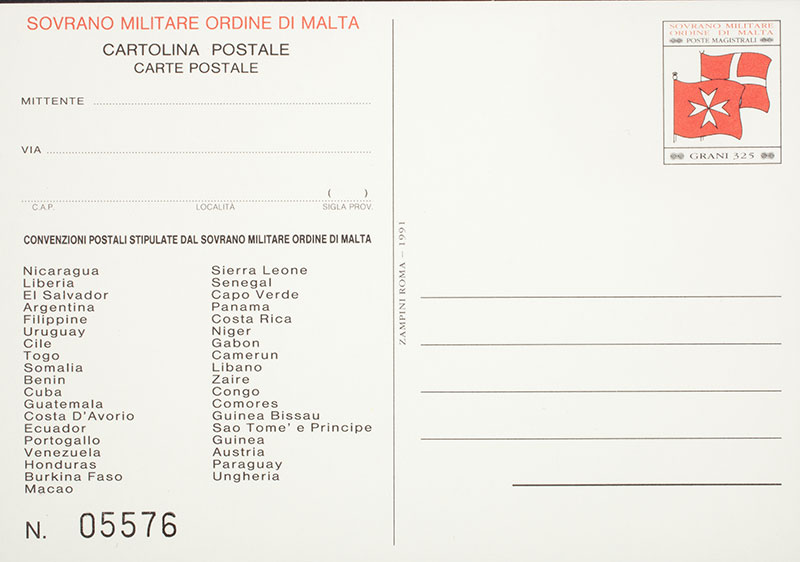 SOVRANO MILITARE ORDINE DI MALTA
CARTOLINA POSTALE
CARTE POSTALE
MITTENTE
VIA
( )
C.A.P. LOCALITÀ SIGLA PROV.
CONVENZIONI POSTALI STIPULATE DAL SOVRANO MILITARE ORDINE DI MALTA
Nicaragua
Liberia
El Salvador
Argentina
Filippine
Uruguay
Cile
Togo
Somalia
Benin
Cuba
Guatemala
Costa D'Avorio
Ecuador
Portogallo
Venezuela
Honduras
Burkina Faso
Macao
Sierra Leone
Senegal
Capo Verde
Panama
Costa Rica
Niger
Gabon
Camerun
Libano
Zaire
Congo
Comores
Guinea Bissau
Sao Tome' e Principe
Guinea
Austria
Paraguay
Ungheria
N. 05576
ZAMPINI ROMA – 1991
SOVRANO MILITARE
ORDINE DI MALTA
POSTE MAGISTRALI
GRANI 325